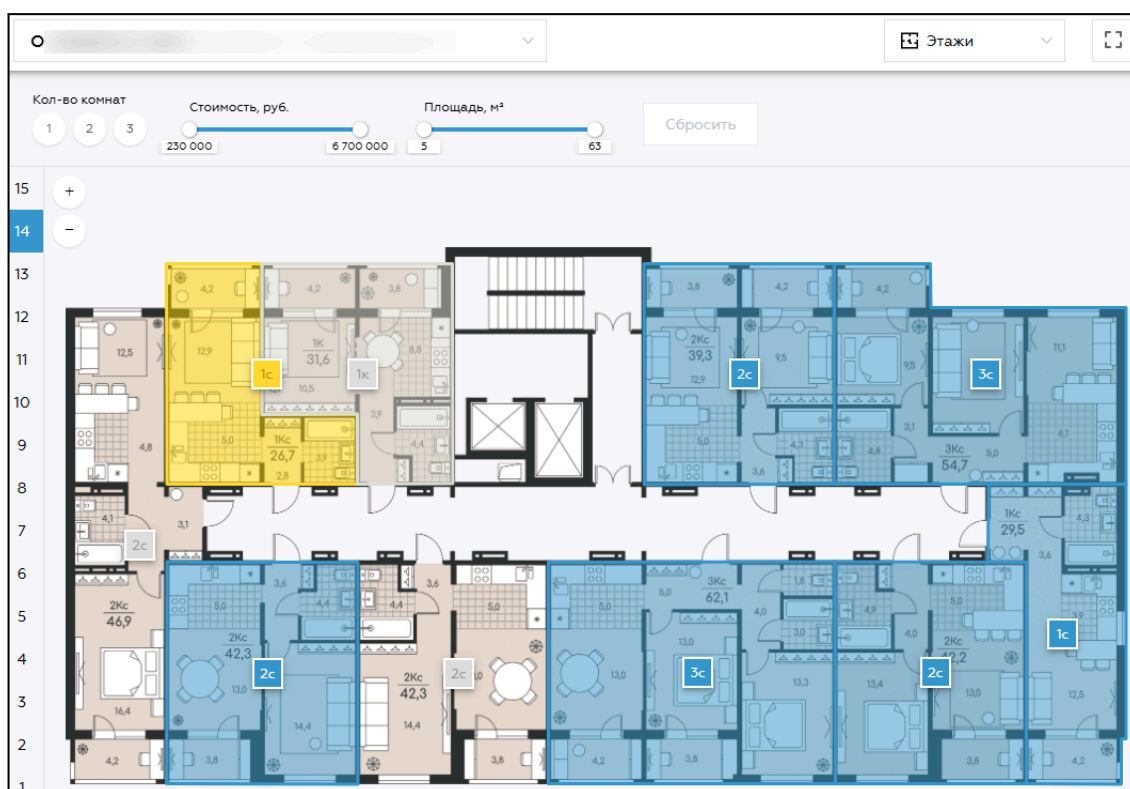 О
Этажи
Кол-во комнат
1 2 3
Стоимость, руб.
230 000 6 700 000
Площадь, м²
5 63
Сбросить
15
14
13
12
11
10
9
8
7
6
5
4
3
2
1
+
−
4,2 4,2 3,8
12,5 12,9
1К
31,6
8,8
1с 1к
10,5
3,9
4,8 5,0
1Кс
26,7
2,8 3,9 4,4
3,8 4,2 4,2
2Кс
39,3
12,9
9,5 9,5 11,1
2с 3с
5,0 4,3 3,6 4,8 3,1
3Кс
54,7
5,0 6,1
4,1 3,1
2с
1Кс
29,5
4,3
3,6
2Кс
46,9
16,4
4,2
5,0 3,6 4,4
2Кс
42,3
2с
13,0 14,4
3,8
4,4 3,6 5,0
2Кс
42,3
14,4
2с
3,8
5,0 5,0
3Кс
62,1
4,0 1,8 3,0
13,0 13,0 13,3
3с
4,2 3,8
4,9 4,0 5,0
2Кс
42,2
2с
13,4 13,0
3,8
1с
12,5
4,2